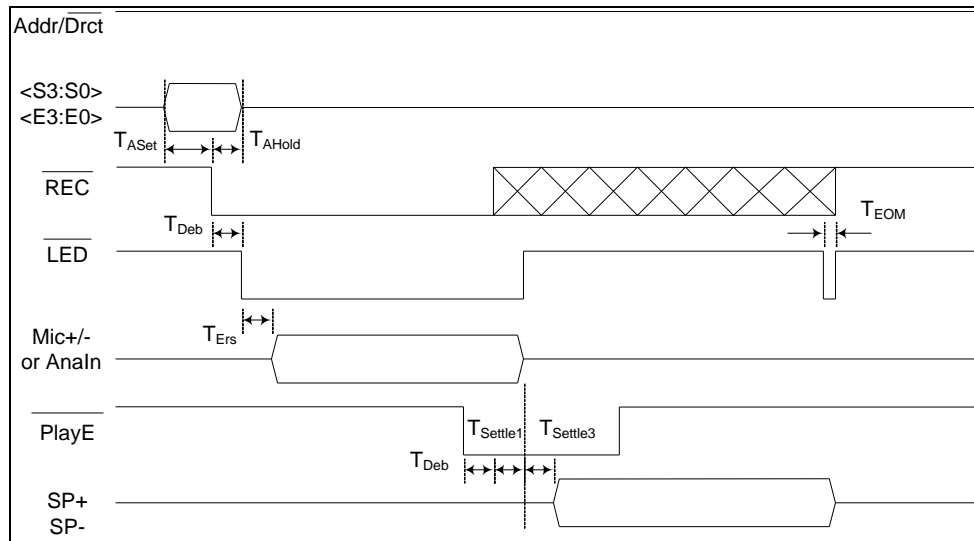 Addr/Drct
<S3:S0>
<E3:E0>
TASet
TAHold
REC
TDeb
TEOM
LED
TErs
Mic+/-
or AnaIn
PlayE
TSettle1
TSettle3
TDeb
SP+
SP-